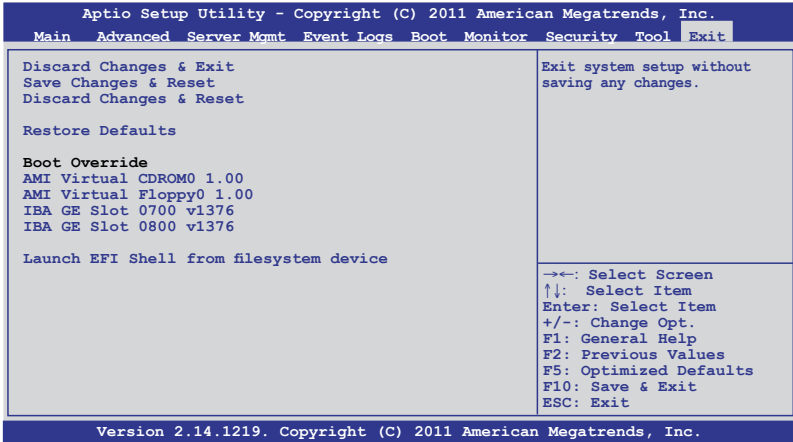 Aptio Setup Utility - Copyright (C) 2011 American Megatrends, Inc.
Main Advanced Server Mgmt Event Logs Boot Monitor Security Tool Exit
Discard Changes & Exit
Save Changes & Reset
Discard Changes & Reset
Restore Defaults
Boot Override
AMI Virtual CDROM0 1.00
AMI Virtual Floppy0 1.00
IBA GE Slot 0700 v1376
IBA GE Slot 0800 v1376
Launch EFI Shell from filesystem device
Exit system setup without
saving any changes.
→←: Select Screen
↑↓: Select Item
Enter: Select Item
+/-: Change Opt.
F1: General Help
F2: Previous Values
F5: Optimized Defaults
F10: Save & Exit
ESC: Exit
Version 2.14.1219. Copyright (C) 2011 American Megatrends, Inc.